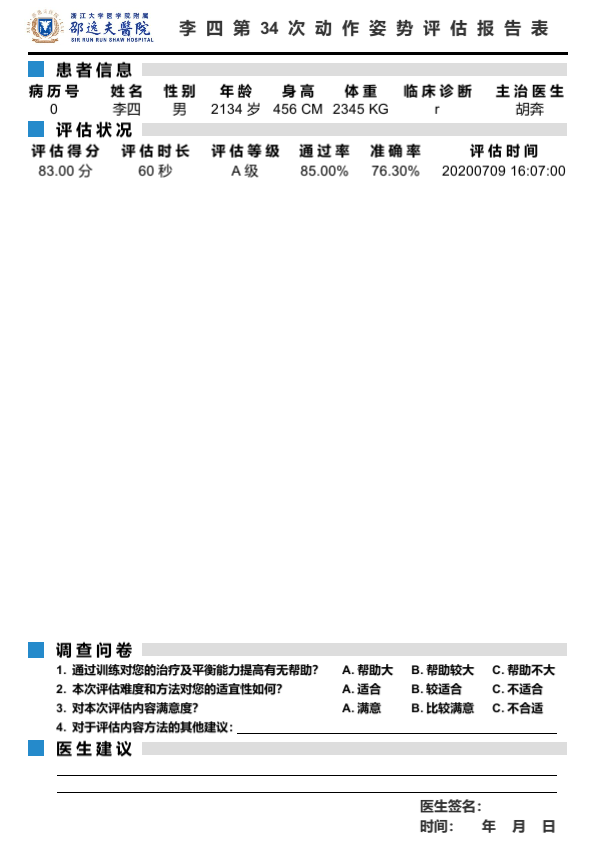 浙江大学医学院附属
邵逸夫醫院
SIR RUN RUN SHAW HOSPITAL
李四第34次动作姿势评估报告表
患者信息
病历号 姓名 性别 年龄 身高 体重 临床诊断 主治医生
0 李四 男 2134 岁 456 CM 2345 KG r 胡奔
评估状况
评估得分 评估时长 评估等级 通过率 准确率 评估时间
83.00 分 60 秒 A 级 85.00% 76.30% 20200709 16:07:00
调查问卷
1. 通过训练对您的治疗及平衡能力提高有无帮助? A. 帮助大 B. 帮助较大 C. 帮助不大
2. 本次评估难度和方法对您的适宜性如何? A. 适合 B. 较适合 C. 不适合
3. 对本次评估内容满意度? A. 满意 B. 比较满意 C. 不合适
4. 对于评估内容方法的其他建议:
医生建议
医生签名:
时间: 年 月 日